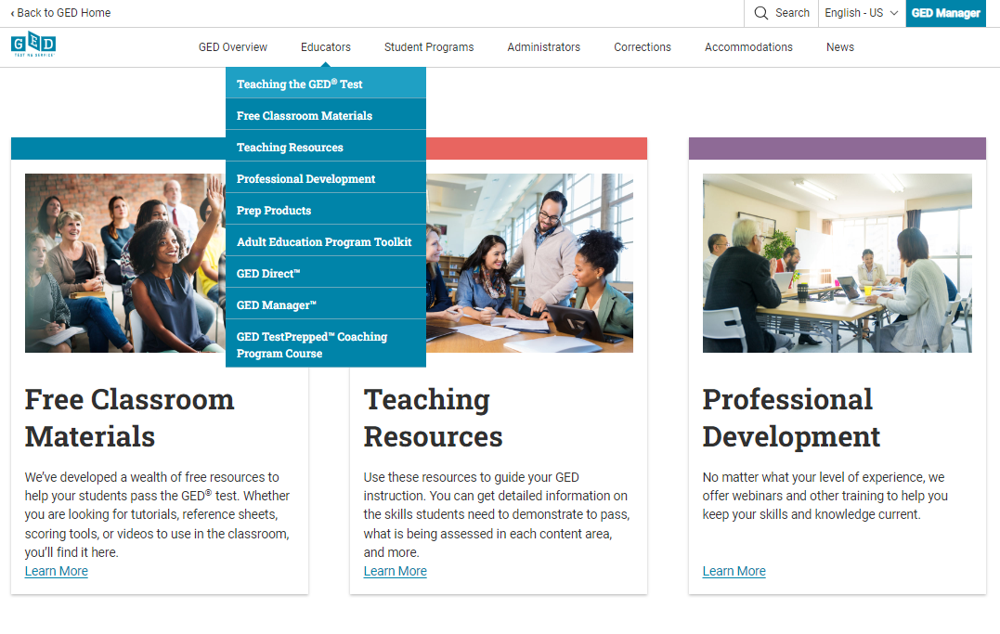 ‹ Back to GED Home
Search
English - US
GED Manager
GED
TESTING SERVICE
GED Overview
Educators
Student Programs
Administrators
Corrections
Accommodations
News
Teaching the GED® Test
Free Classroom Materials
Teaching Resources
Professional Development
Prep Products
Adult Education Program Toolkit
GED Direct™
GED Manager™
GED TestPrepped™ Coaching
Program Course
Free Classroom
Materials
We’ve developed a wealth of free resources to
help your students pass the GED® test. Whether
you are looking for tutorials, reference sheets,
scoring tools, or videos to use in the classroom,
you’ll find it here.
Learn More
Teaching
Resources
Use these resources to guide your GED
instruction. You can get detailed information on
the skills students need to demonstrate to pass,
what is being assessed in each content area,
and more.
Learn More
Professional
Development
No matter what your level of experience, we
offer webinars and other training to help you
keep your skills and knowledge current.
Learn More